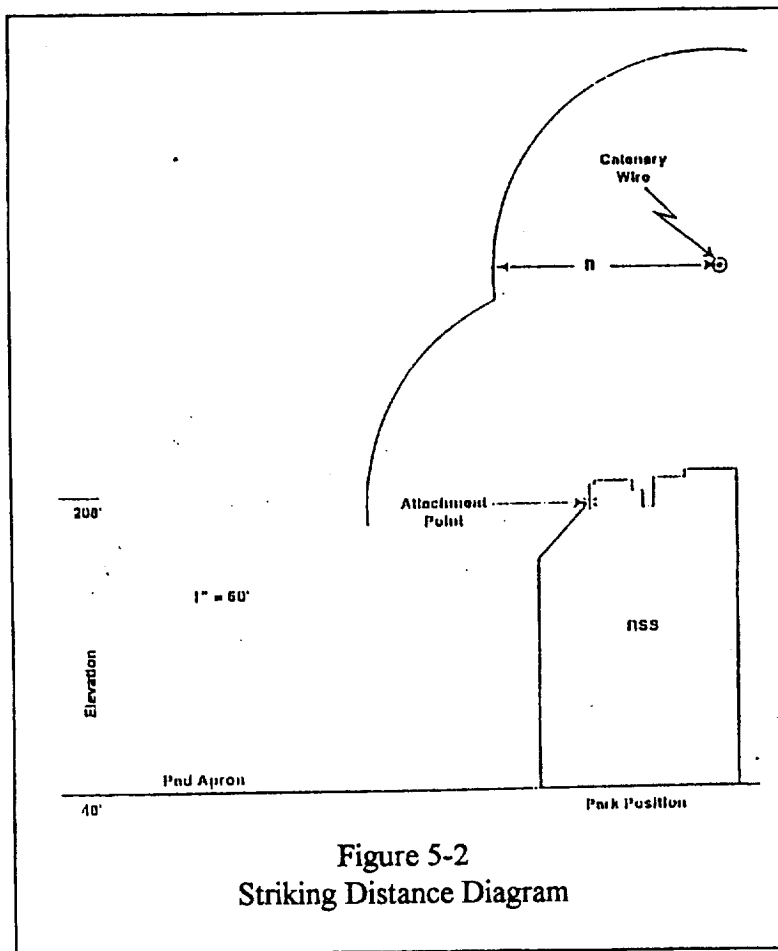 Catenary
Wire
R
Attachment
Point
208'
1" = 60'
RSS
Elevation
Pad Apron
40'
Park Position
Figure 5-2
Striking Distance Diagram